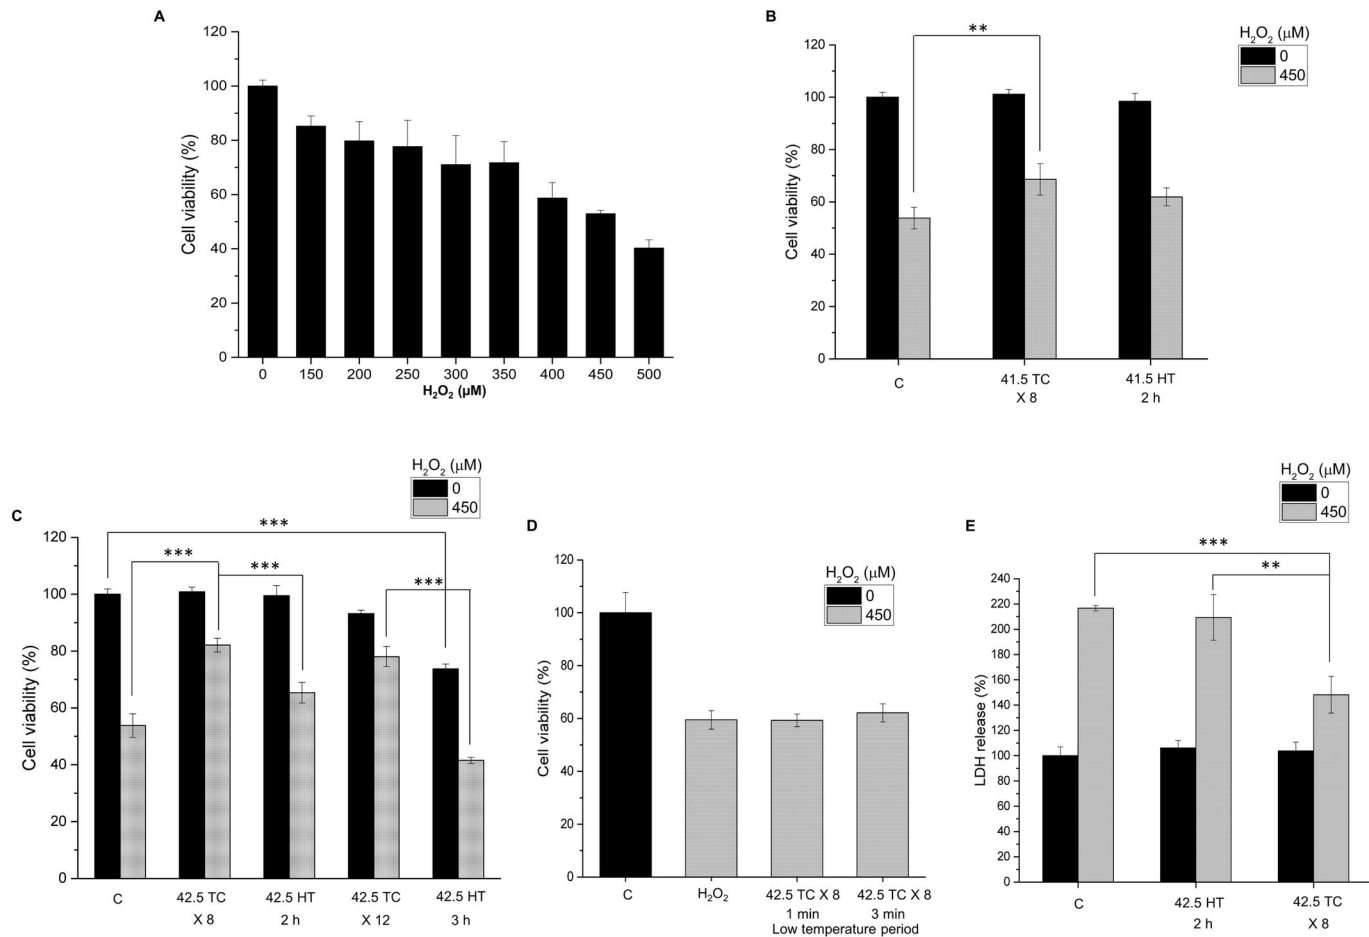 A
120
100
80
60
40
20
0
Cell viability (%)
0 150 200 250 300 350 400 450 500
H₂O₂ (µM)
B
**
H₂O₂ (µM)
0
450
120
100
80
60
40
20
0
Cell viability (%)
C 41.5 TC 41.5 HT
X 8 2 h
C
H₂O₂ (µM)
0
450
***
*** *** ***
120
100
80
60
40
20
0
Cell viability (%)
C 42.5 TC 42.5 HT 42.5 TC 42.5 HT
X 8 2 h X 12 3 h
D
H₂O₂ (µM)
0
450
120
100
80
60
40
20
0
Cell viability (%)
C H₂O₂ 42.5 TC X 8 42.5 TC X 8
1 min 3 min
Low temperature period
E
H₂O₂ (µM)
0
450
***
**
240
220
200
180
160
140
120
100
80
60
40
20
0
LDH release (%)
C 42.5 HT 42.5 TC
2 h X 8